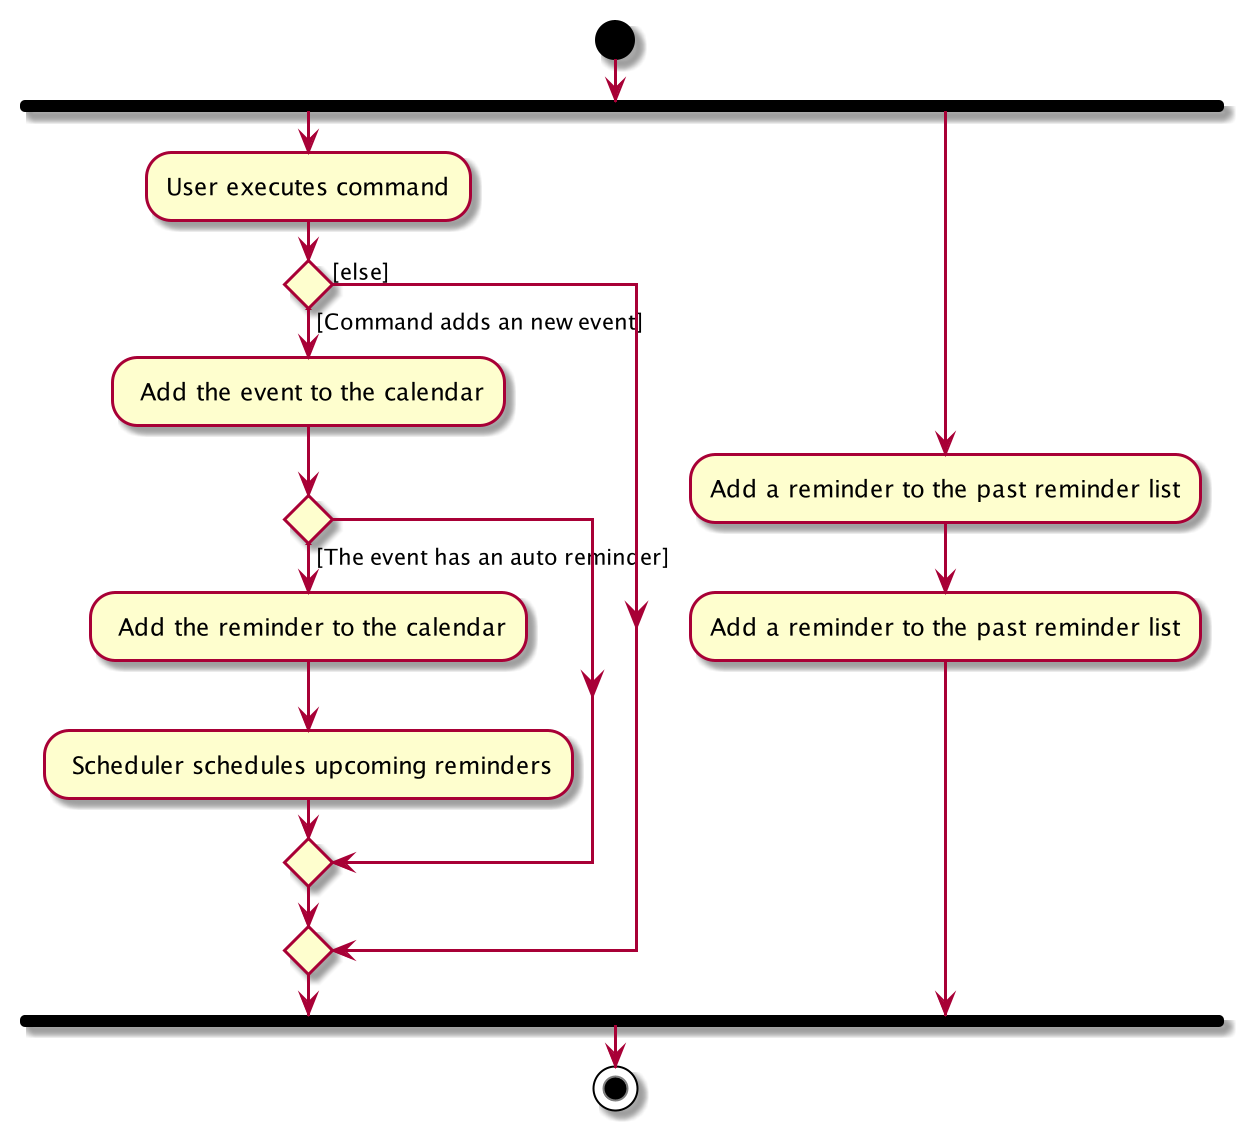 User executes command
[else]
[Command adds an new event]
Add the event to the calendar
Add a reminder to the past reminder list
[The event has an auto reminder]
Add the reminder to the calendar
Add a reminder to the past reminder list
Scheduler schedules upcoming reminders